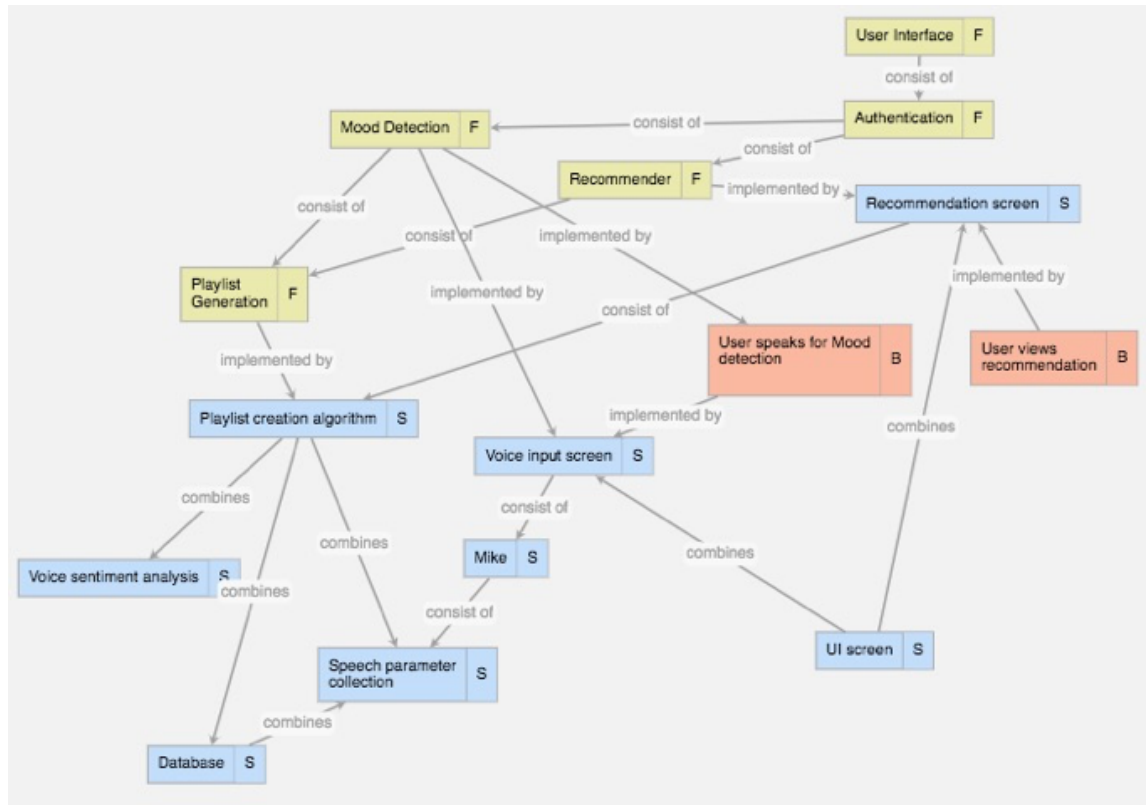 User Interface F
consist of
Authentication F
Mood Detection F
consist of
consist of
Recommender F
implemented by
Recommendation screen S
consist of
consist of
implemented by
implemented by
implemented by
Playlist
Generation F
consist of
User speaks for Mood
detection B
User views
recommendation B
implemented by
Playlist creation algorithm S
implemented by
combines
Voice input screen S
combines
consist of
combines
combines
Mike S
Voice sentiment analysis S
combines
consist of
UI screen S
Speech parameter
collection S
combines
Database S